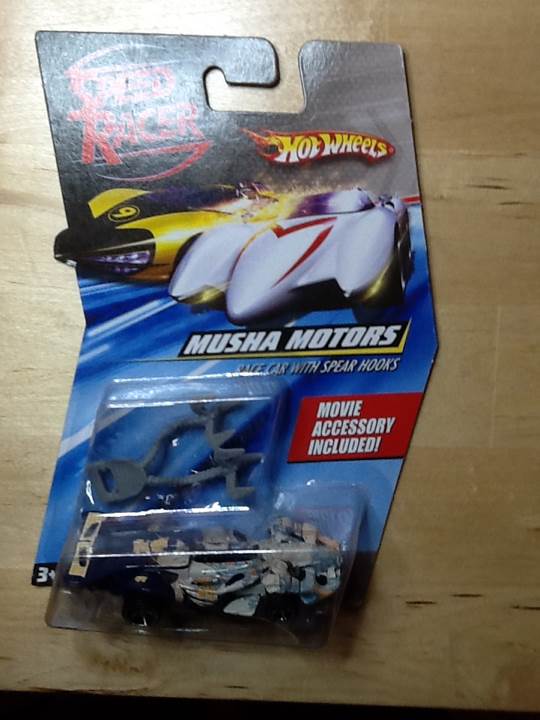 SPEED
RACER
HOT WHEELS
9
MUSHA MOTORS
RACE CAR WITH SPEAR HOOKS
MOVIE
ACCESSORY
INCLUDED!
3+